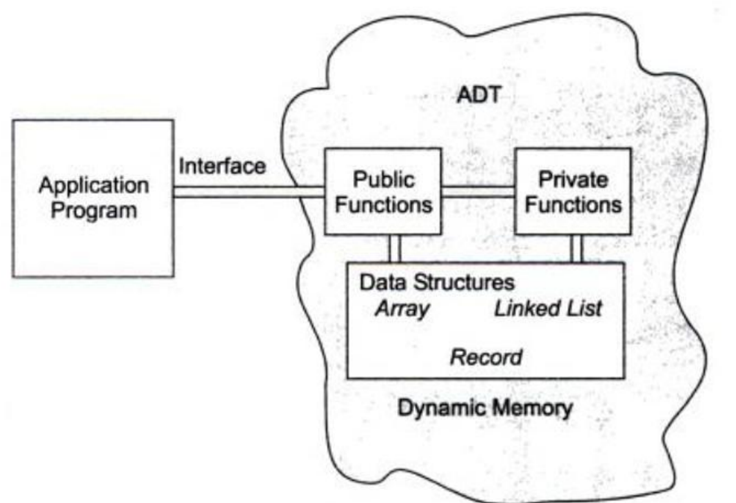 ADT
Application
Program
Interface
Public
Functions
Private
Functions
Data Structures
Array Linked List
Record
Dynamic Memory